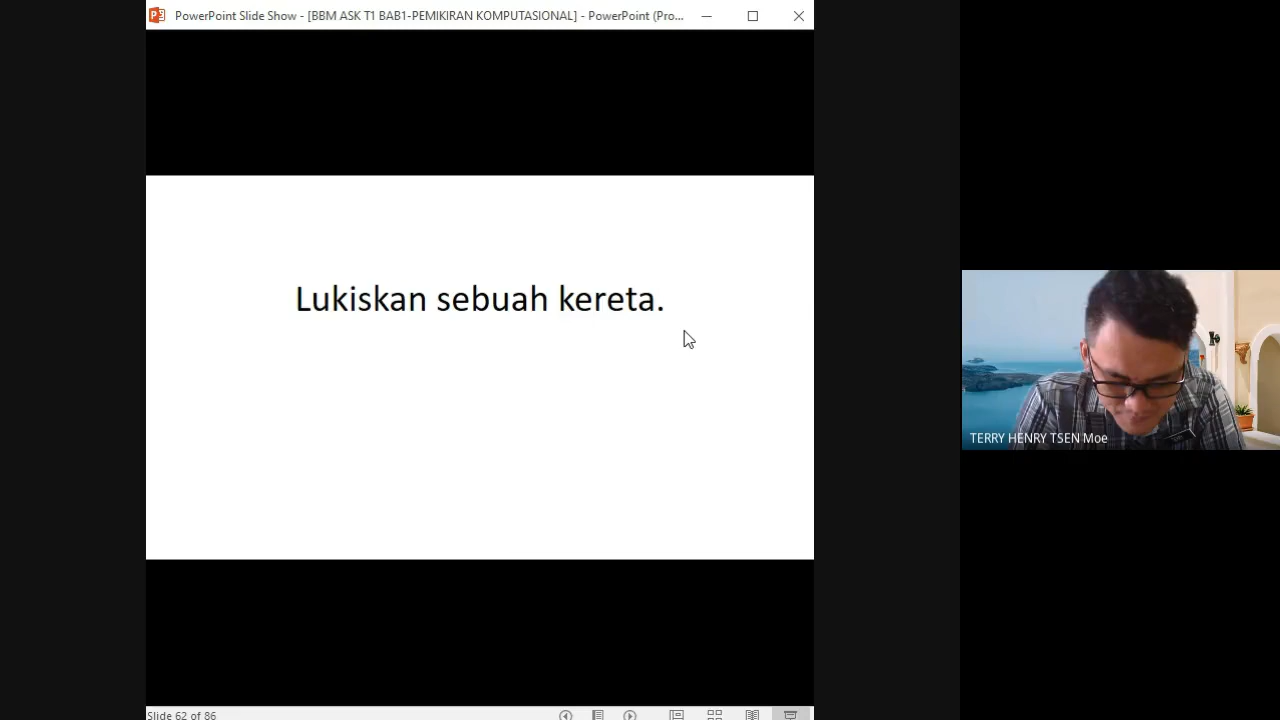 PowerPoint Slide Show - [BBM ASK T1 BAB1-PEMIKIRAN KOMPUTASIONAL] - PowerPoint (Pro...
Lukiskan sebuah kereta.
TERRY HENRY TSEN Moe
Slide 62 of 86